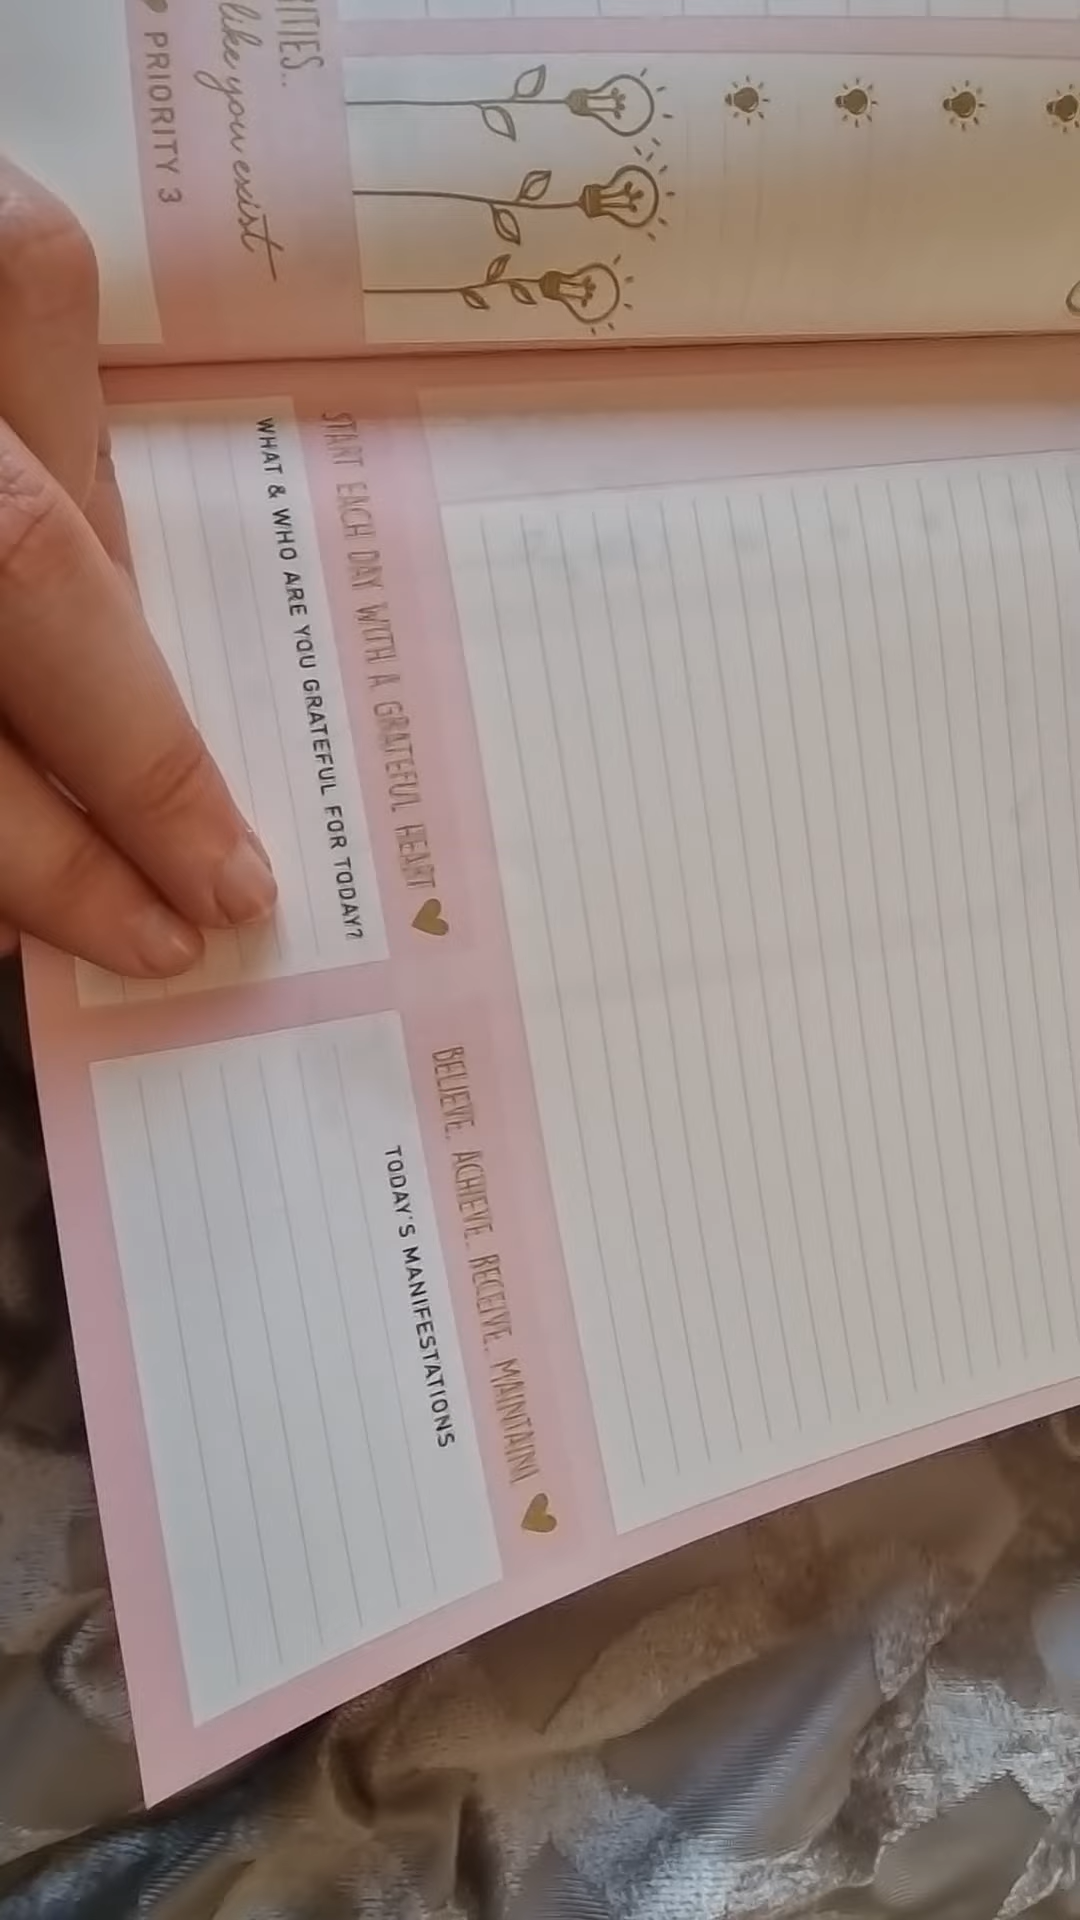 like you exist
PRIORITY 3
START EACH DAY WITH A GRATEFUL HEART
WHAT & WHO ARE YOU GRATEFUL FOR TODAY?
BELIEVE. ACHIEVE. RECEIVE. MAINTAIN!
TODAY'S MANIFESTATIONS